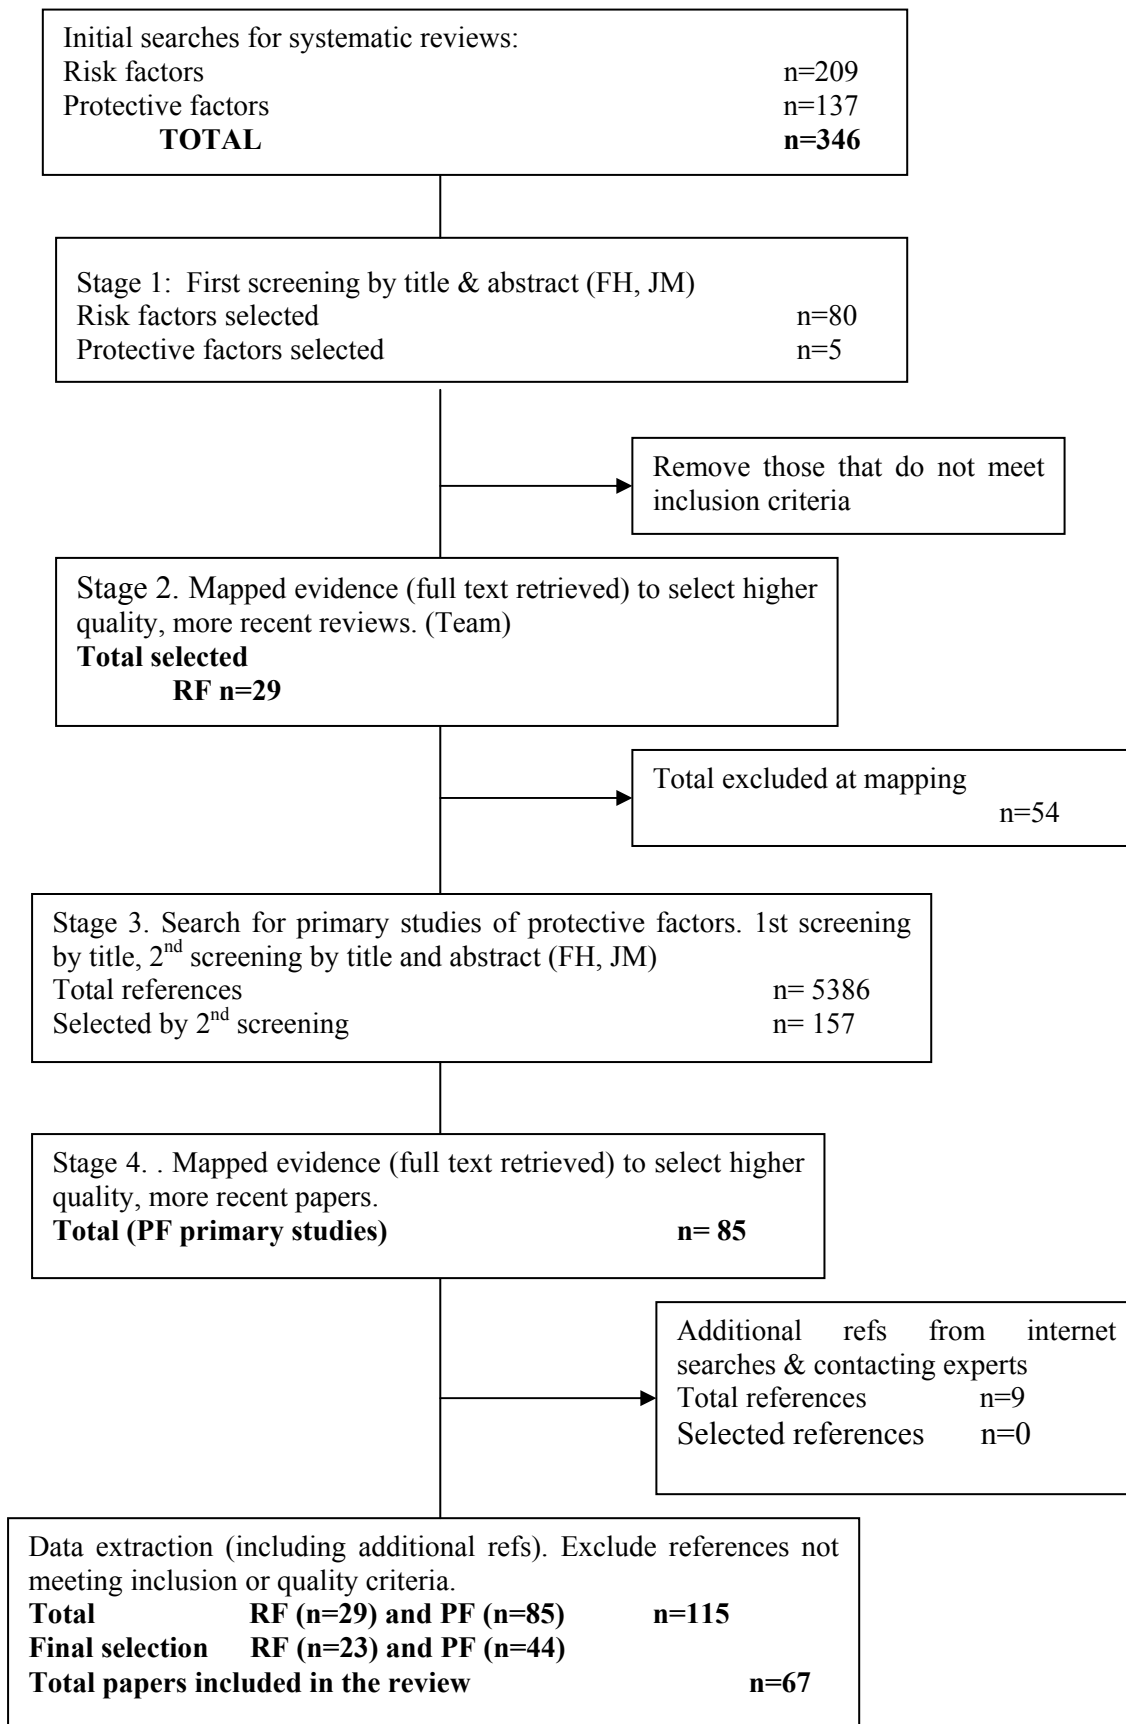 Initial searches for systematic reviews:
Risk factors n=209
Protective factors n=137
TOTAL n=346
Stage 1: First screening by title & abstract (FH, JM)
Risk factors selected n=80
Protective factors selected n=5
Remove those that do not meet
inclusion criteria
Stage 2. Mapped evidence (full text retrieved) to select higher
quality, more recent reviews. (Team)
Total selected
RF n=29
Total excluded at mapping
n=54
Stage 3. Search for primary studies of protective factors. 1st screening
by title, 2nd screening by title and abstract (FH, JM)
Total references n= 5386
Selected by 2nd screening n= 157
Stage 4. . Mapped evidence (full text retrieved) to select higher
quality, more recent papers.
Total (PF primary studies) n= 85
Additional refs from internet
searches & contacting experts
Total references n=9
Selected references n=0
Data extraction (including additional refs). Exclude references not
meeting inclusion or quality criteria.
Total RF (n=29) and PF (n=85) n=115
Final selection RF (n=23) and PF (n=44)
Total papers included in the review n=67